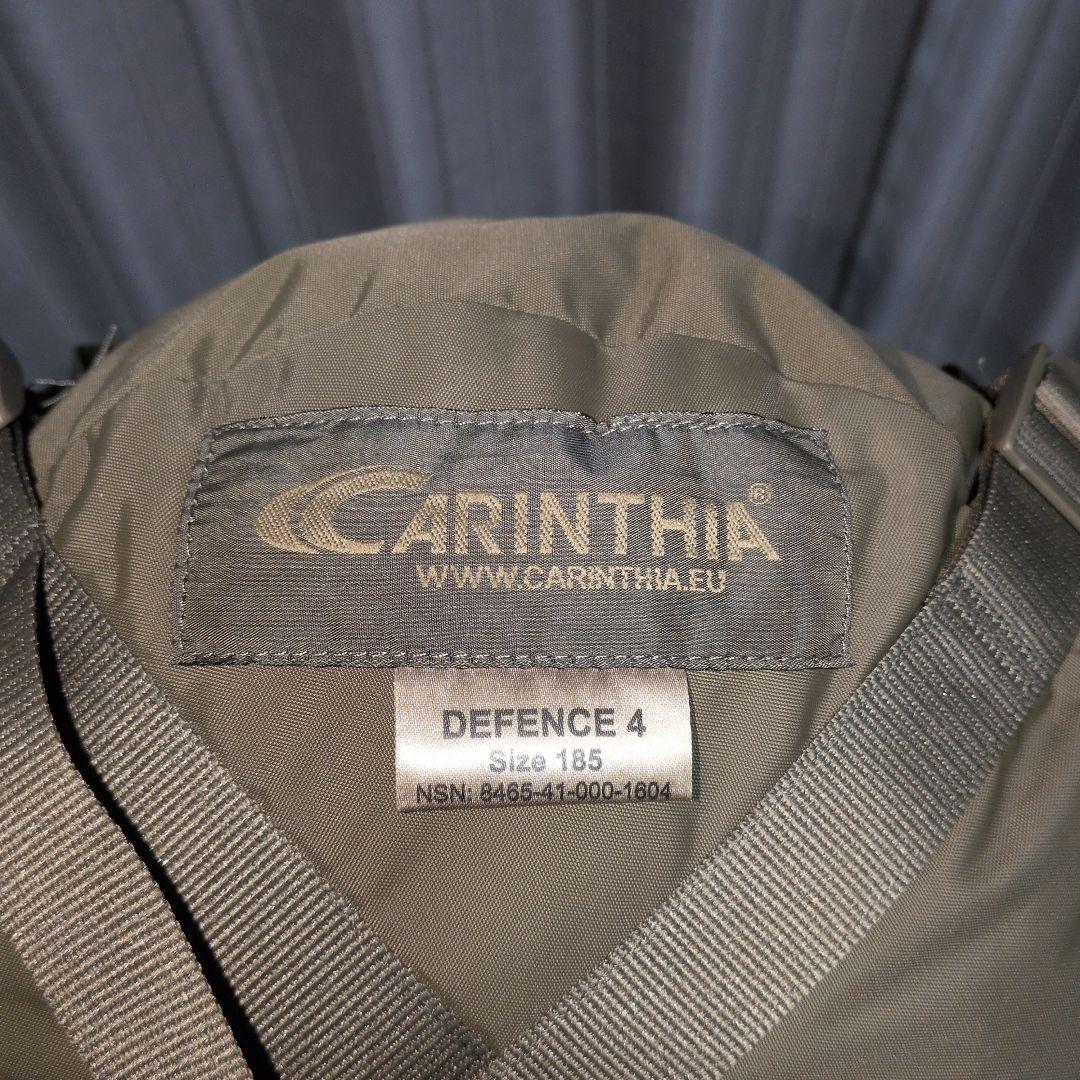 CARINTHIA®
WWW.CARINTHIA.EU
DEFENCE 4
Size 185
NSN: 8465-41-000-1604